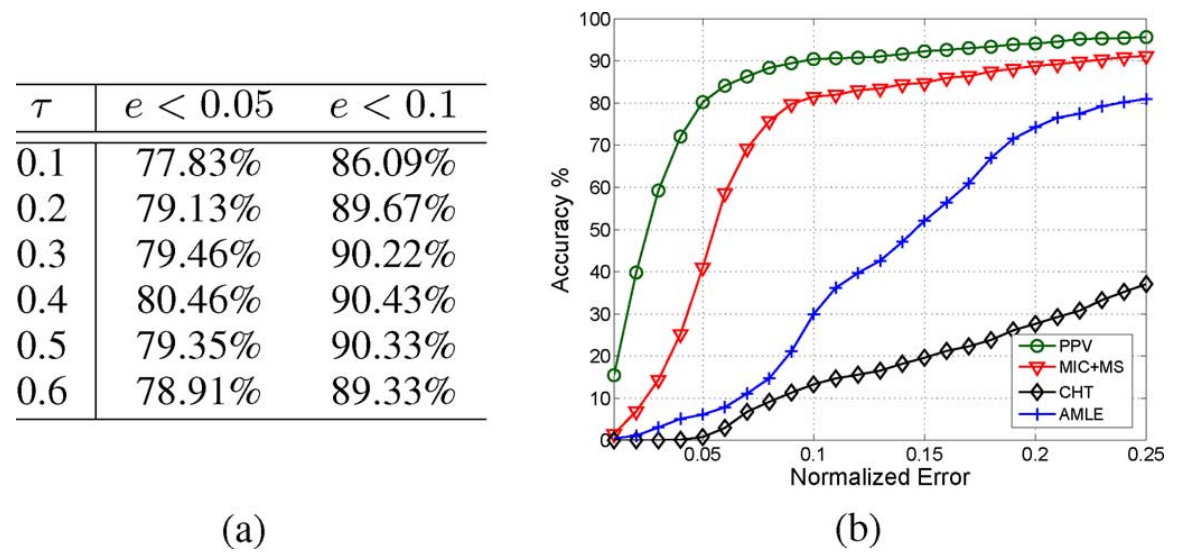 τ e < 0.05 e < 0.1
0.1 77.83% 86.09%
0.2 79.13% 89.67%
0.3 79.46% 90.22%
0.4 80.46% 90.43%
0.5 79.35% 90.33%
0.6 78.91% 89.33%
(a)
100
90
80
70
60
50
40
30
20
10
0
Accuracy %
0.05 0.1 0.15 0.2 0.25
Normalized Error
PPV
MIC+MS
CHT
AMLE
(b)